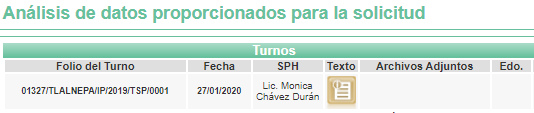 Análisis de datos proporcionados para la solicitud
Turnos
Folio del Turno Fecha SPH Texto Archivos Adjuntos Edo.
01327/TLALNEPA/IP/2019/TSP/0001 27/01/2020 Lic. Monica
Chávez Durán